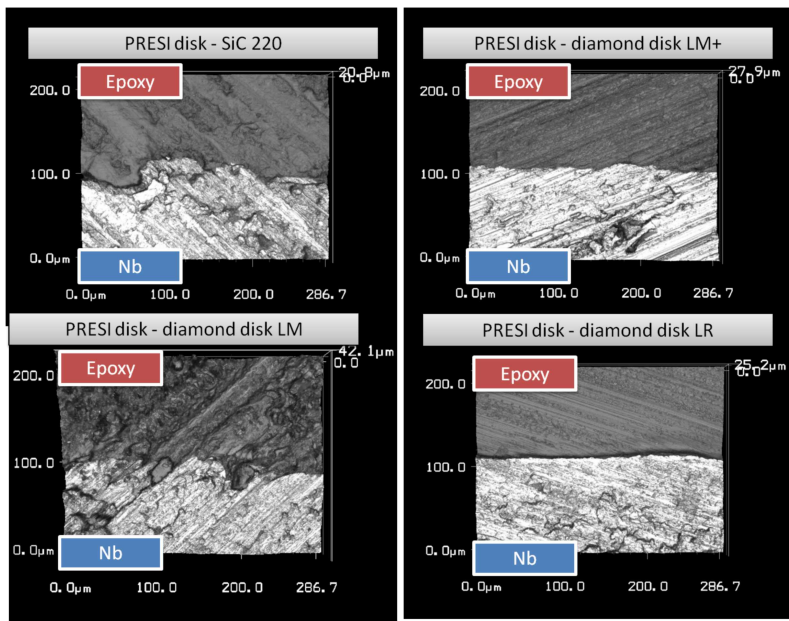 PRESI disk - SiC 220
20.8µm
0.0
200.0
Epoxy
100.0
0.0µm
Nb
0.0µm 100.0 200.0 286.7
PRESI disk - diamond disk LM+
27.9µm
0.0
200.0
Epoxy
100.0
0.0µm
Nb
0.0µm 100.0 200.0 286.7
PRESI disk - diamond disk LM
42.1µm
0.0
200.0
Epoxy
100.0
0.0µm
Nb
0.0µm 100.0 200.0 286.7
PRESI disk - diamond disk LR
25.2µm
0.0
200.0
Epoxy
100.0
0.0µm
Nb
0.0µm 100.0 200.0 286.7